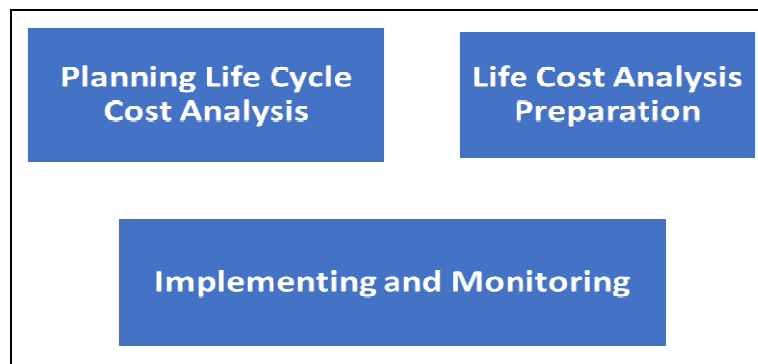 Planning Life Cycle
Cost Analysis
Life Cost Analysis
Preparation
Implementing and Monitoring